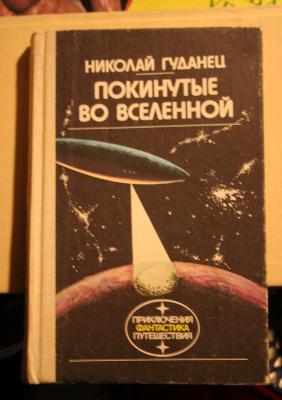 НИКОЛАЙ ГУДАНЕЦ
ПОКИНУТЫЕ
ВО ВСЕЛЕННОЙ
ПРИКЛЮЧЕНИЯ
ФАНТАСТИКА
ПУТЕШЕСТВИЯ